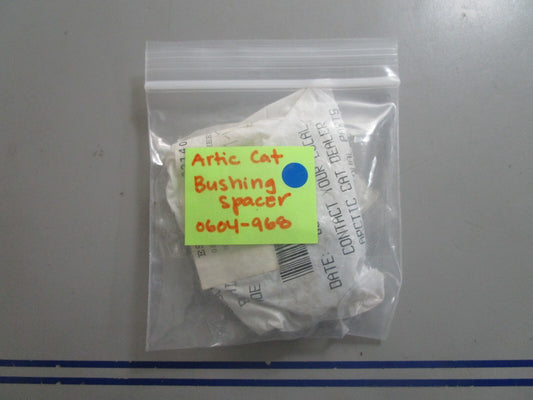 Artic Cat
Bushing
Spacer
0604-968
DATE:
CONTACT YOUR LOCAL
ARCTIC CAT DEALER